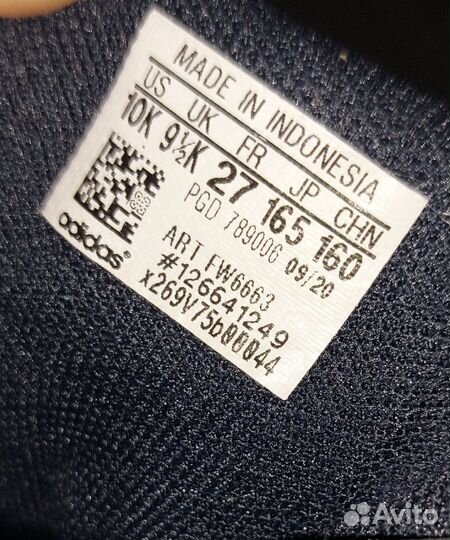 MADE IN INDONESIA
US UK FR JP CHN
10K 9½K 27 165 160
PGD 789006 09/20
ART FW6663
#126641249
adidas
Avito